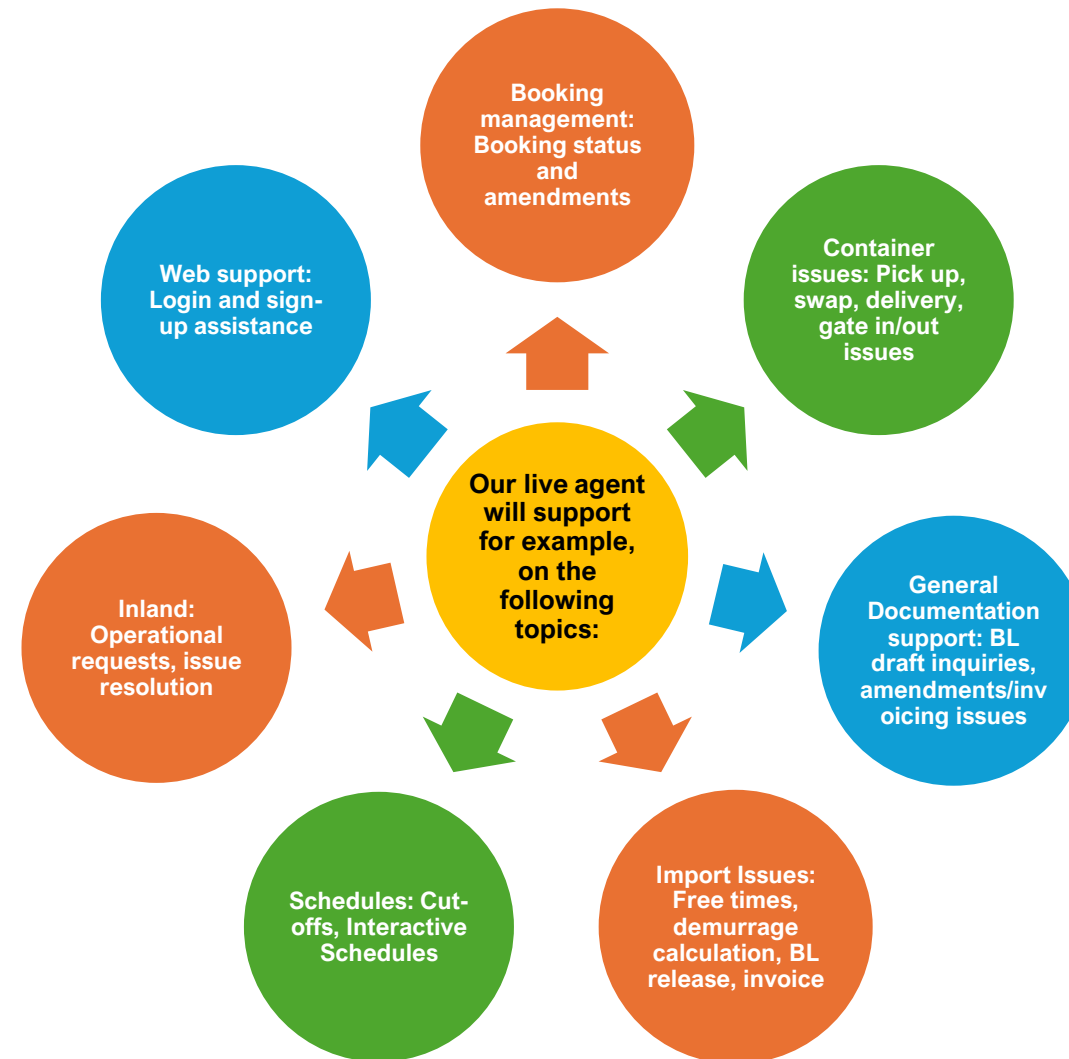 Booking
management:
Booking status
and
amendments
Container
issues: Pick up,
swap, delivery,
gate in/out
issues
General
Documentation
support: BL
draft inquiries,
amendments/inv
oicing issues
Import Issues:
Free times,
demurrage
calculation, BL
release, invoice
Schedules: Cut-
offs, Interactive
Schedules
Inland:
Operational
requests, issue
resolution
Web support:
Login and sign-
up assistance
Our live agent
will support
for example,
on the
following
topics: